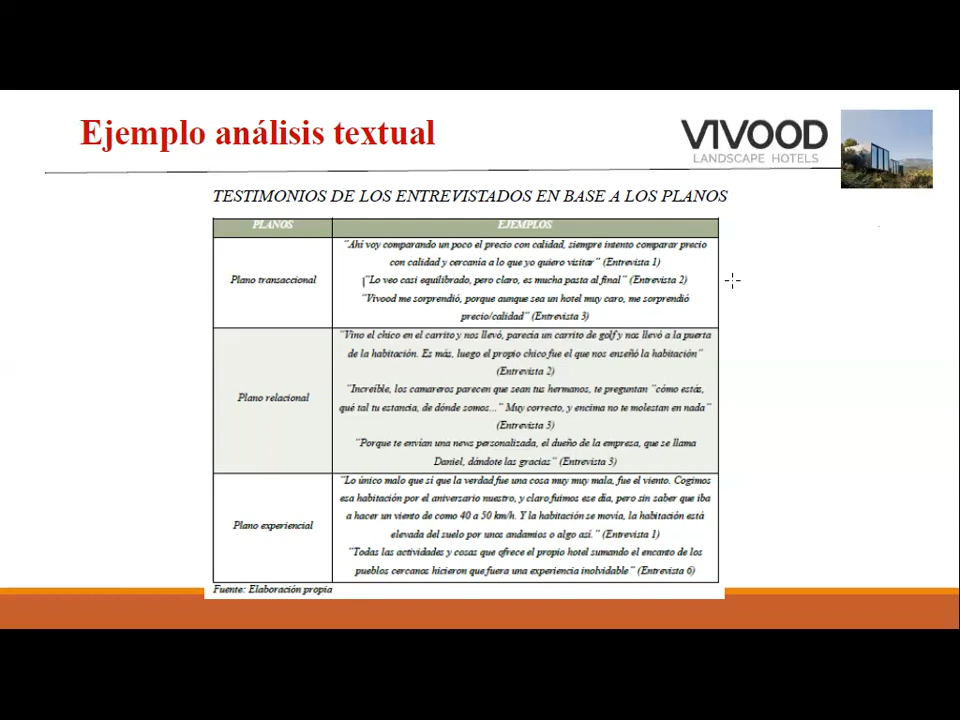 Ejemplo análisis textual
VIVOOD
LANDSCAPE HOTELS
TESTIMONIOS DE LOS ENTREVISTADOS EN BASE A LOS PLANOS
PLANOS
EJEMPLOS
Plano transaccional
"Ahí voy comparando un poco el precio con calidad, siempre intento comparar precio
con calidad y cercanía a lo que yo quiero visitar" (Entrevista 1)
¡"Lo veo casi equilibrado, pero claro, es mucha pasta al final" (Entrevista 2)
"Vivood me sorprendió, porque aunque sea un hotel muy caro, me sorprendió
precio/calidad" (Entrevista 3)
Plano relacional
"Vino el chico en el carrito y nos llevó, parecía un carrito de golf y nos llevó a la puerta
de la habitación. Es más, luego el propio chico fue el que nos enseñó la habitación"
(Entrevista 2)
"Increíble, los camareros parecen que sean tus hermanos, te preguntan "cómo estás,
qué tal tu estancia, de dónde somos..." Muy correcto, y encima no te molestan en nada"
(Entrevista 3)
"Porque te envían una news personalizada, el dueño de la empresa, que se llama
Daniel, dándote las gracias" (Entrevista 3)
Plano experiencial
"Lo único malo que sí que la verdad fue una cosa muy muy mala, fue el viento. Cogimos
esa habitación por el aniversario nuestro, y claro fuimos ese día, pero sin saber que iba
a hacer un viento de como 40 a 50 km/h. Y la habitación se movía, la habitación está
elevada del suelo por unos andamios o algo así." (Entrevista 1)
"Todas las actividades y cosas que ofrece el propio hotel sumando el encanto de los
pueblos cercanos hicieron que fuera una experiencia inolvidable" (Entrevista 6)
Fuente: Elaboración propia